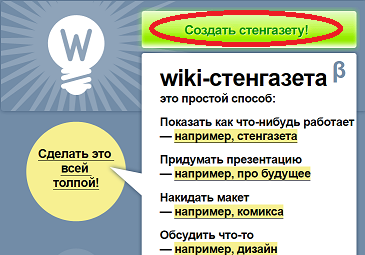 W
Создать стенгазету!
wiki-стенгазета β
это простой способ:
Показать как что-нибудь работает
— например, стенгазета
Сделать это
всей
толпой!
Придумать презентацию
— например, про будущее
Накидать макет
— например, комикса
Обсудить что-то
— например, дизайн